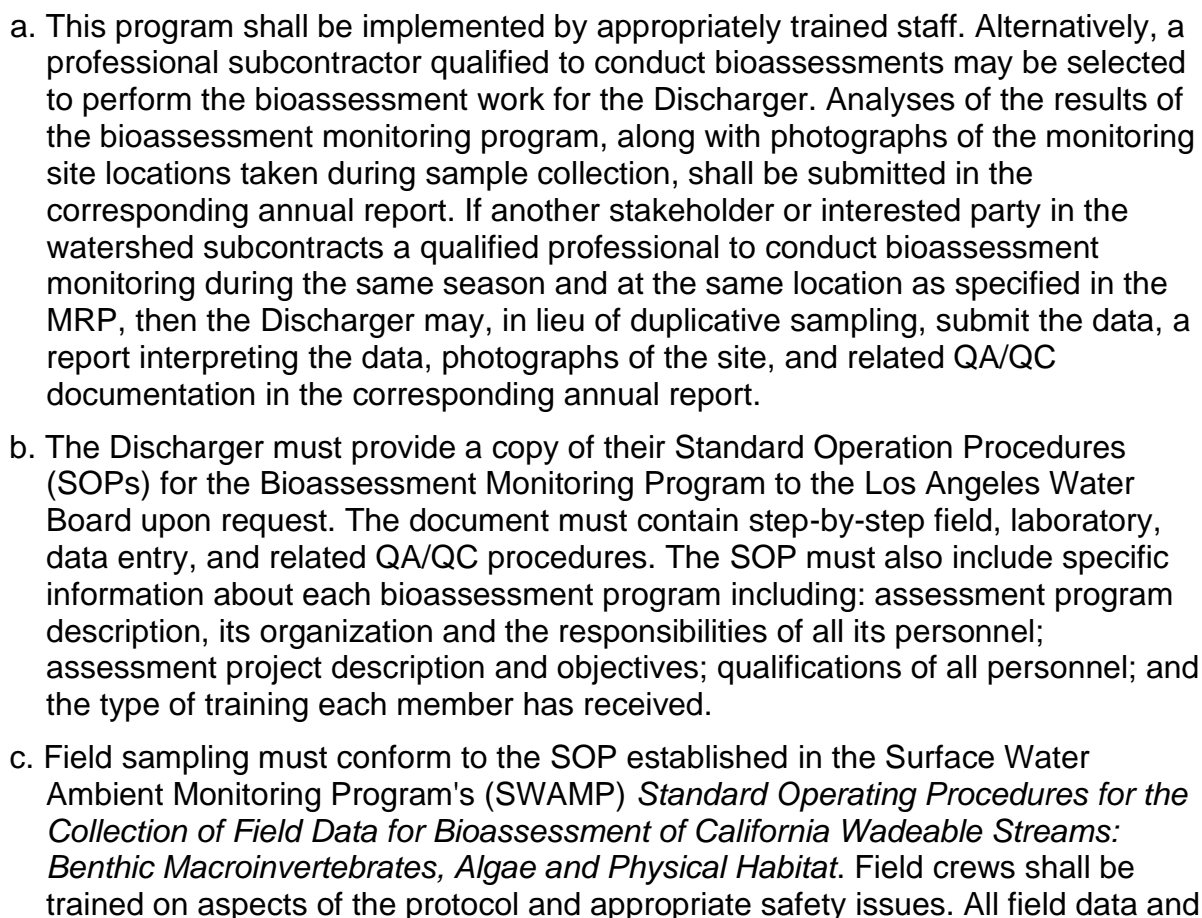 a. This program shall be implemented by appropriately trained staff. Alternatively, a
professional subcontractor qualified to conduct bioassessments may be selected
to perform the bioassessment work for the Discharger. Analyses of the results of
the bioassessment monitoring program, along with photographs of the monitoring
site locations taken during sample collection, shall be submitted in the
corresponding annual report. If another stakeholder or interested party in the
watershed subcontracts a qualified professional to conduct bioassessment
monitoring during the same season and at the same location as specified in the
MRP, then the Discharger may, in lieu of duplicative sampling, submit the data, a
report interpreting the data, photographs of the site, and related QA/QC
documentation in the corresponding annual report.
b. The Discharger must provide a copy of their Standard Operation Procedures
(SOPs) for the Bioassessment Monitoring Program to the Los Angeles Water
Board upon request. The document must contain step-by-step field, laboratory,
data entry, and related QA/QC procedures. The SOP must also include specific
information about each bioassessment program including: assessment program
description, its organization and the responsibilities of all its personnel;
assessment project description and objectives; qualifications of all personnel; and
the type of training each member has received.
c. Field sampling must conform to the SOP established in the Surface Water
Ambient Monitoring Program's (SWAMP) Standard Operating Procedures for the
Collection of Field Data for Bioassessment of California Wadeable Streams:
Benthic Macroinvertebrates, Algae and Physical Habitat. Field crews shall be
trained on aspects of the protocol and appropriate safety issues. All field data and